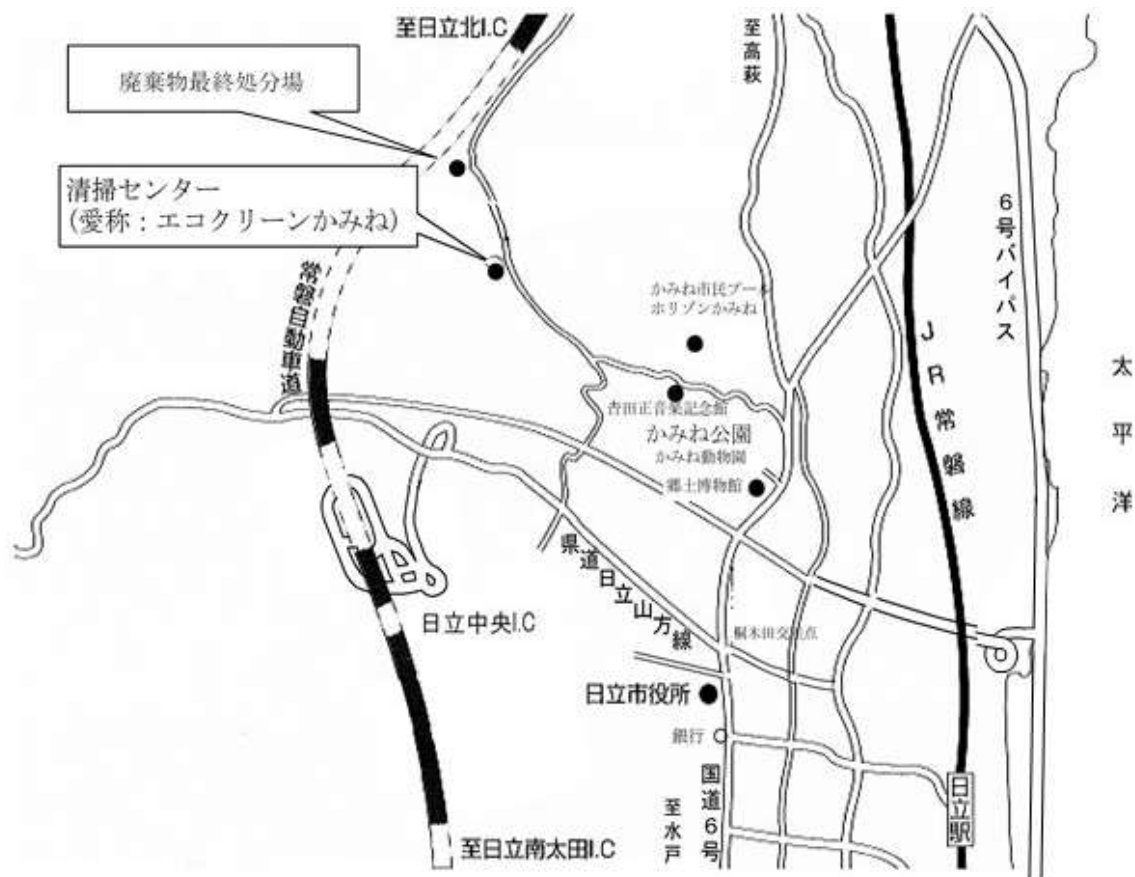 至日立北I.C
廃棄物最終処分場
清掃センター
(愛称：エコクリーンかみね)
至高萩
6号バイパス
常磐自動車道
かみね市民プール
ホリゾンかみね
JR常磐線
太平洋
吉田正音楽記念館
かみね公園
かみね動物園
郷土博物館
県道日立山方線
日立中央I.C
桐木田交差点
日立市役所
銀行
国道6号
至水戸
日立駅
至日立南太田I.C